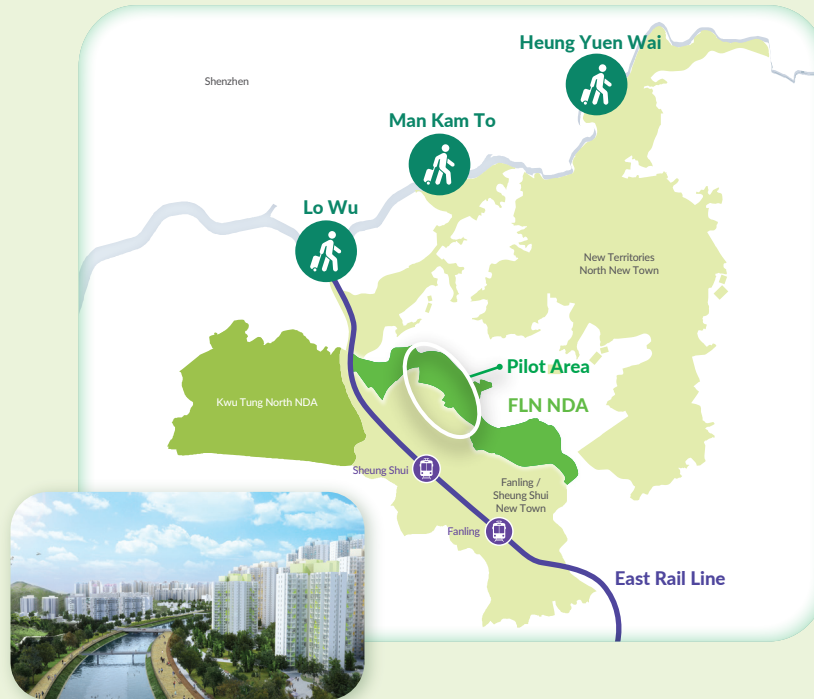 Heung Yuen Wai
Shenzhen
Man Kam To
Lo Wu
New Territories
North New Town
Pilot Area
Kwu Tung North NDA
FLN NDA
Sheung Shui
Fanling /
Sheung Shui
New Town
Fanling
East Rail Line